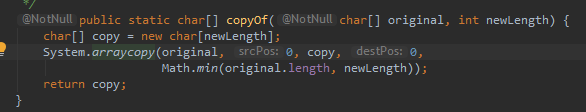 */
@NotNull public static char[] copyOf( @NotNull char[] original, int newLength) {
char[] copy = new char[newLength];
System.arraycopy(original, srcPos: 0, copy, destPos: 0,
Math.min(original.length, newLength));
return copy;
}